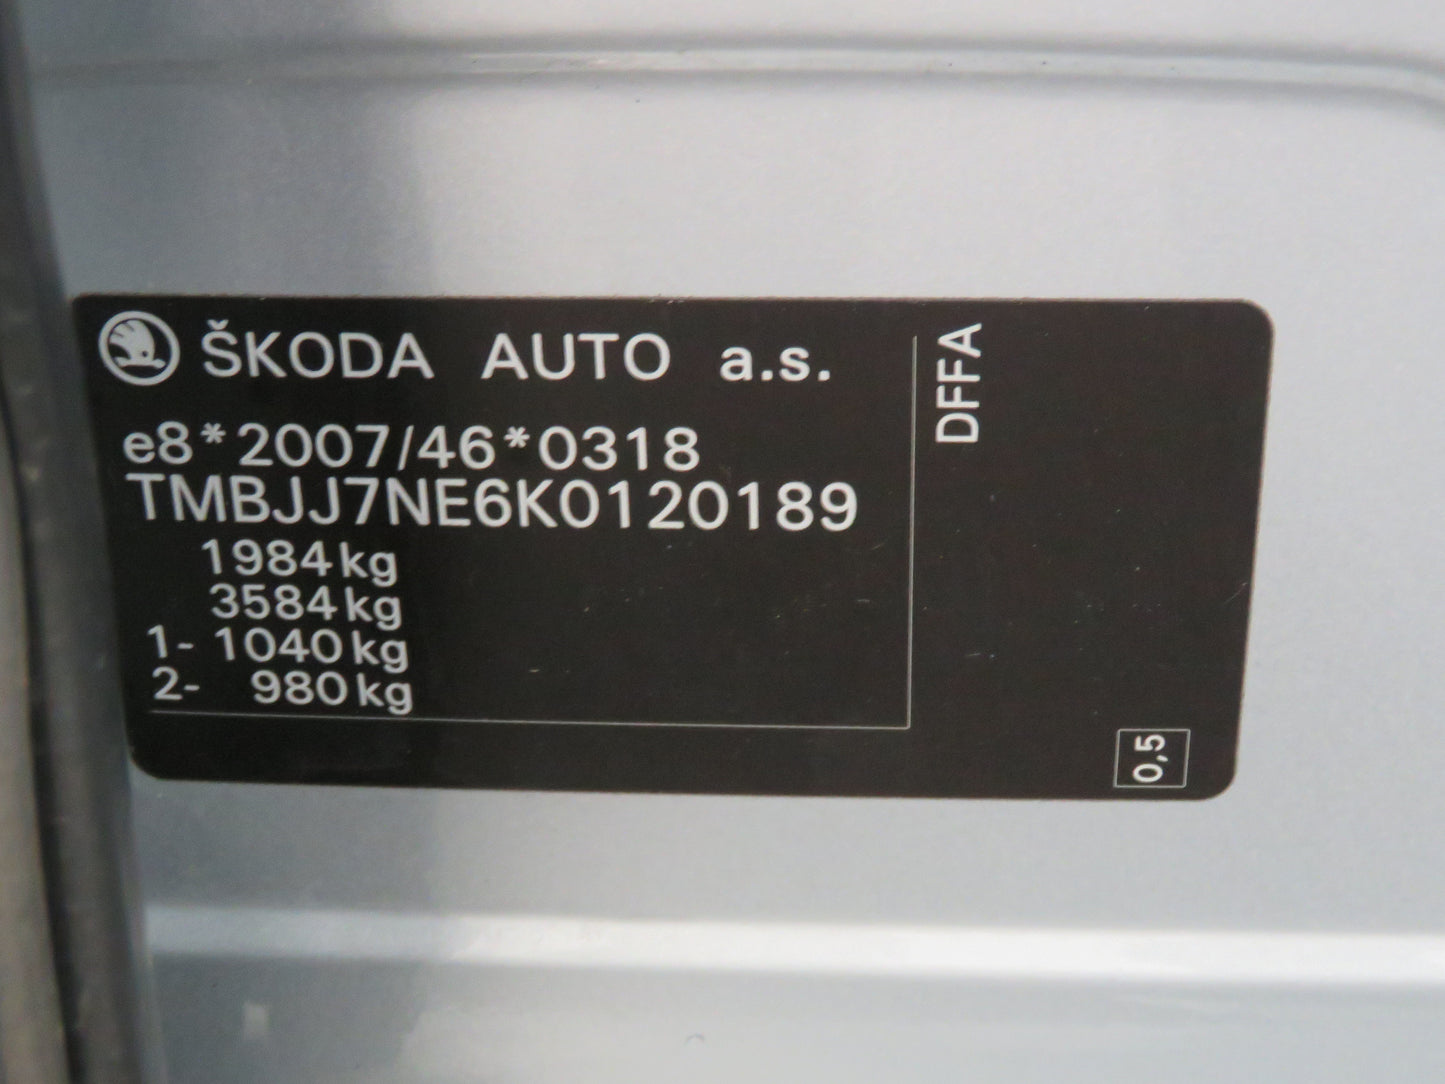 ŠKODA AUTO a.s.
e8*2007/46*0318
TMBJJ7NE6K0120189
1984kg
3584kg
1- 1040kg
2- 980kg
DFFA
0,5